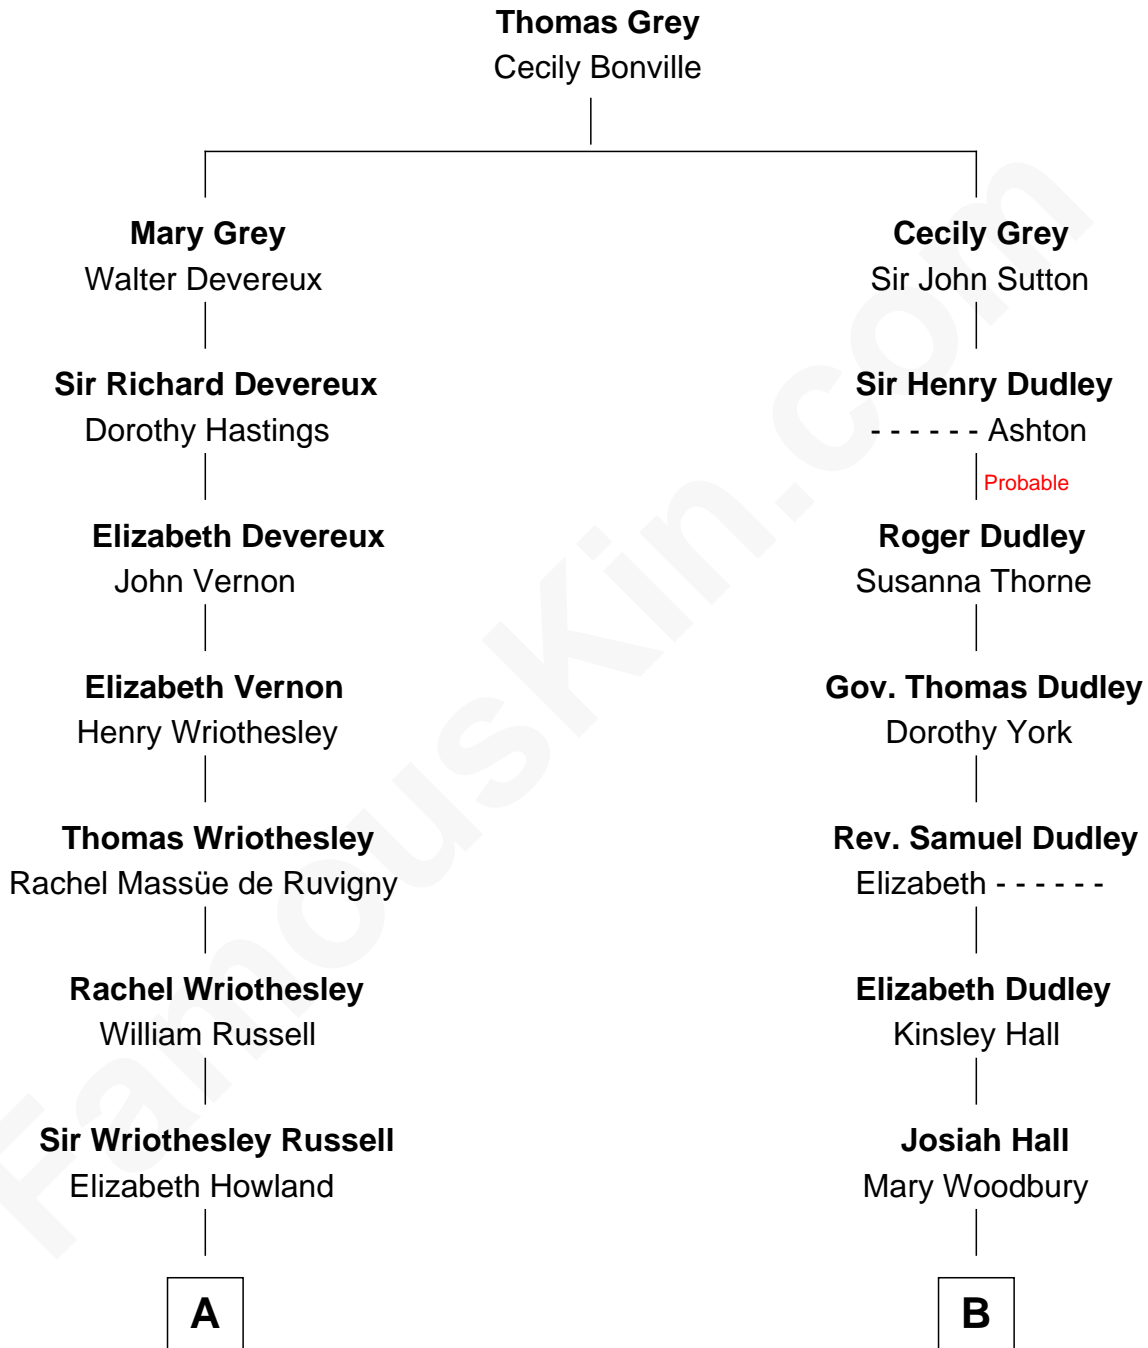 Thomas Grey
Cecily Bonville
Mary Grey
Walter Devereux
Cecily Grey
Sir John Sutton
Sir Richard Devereux
Dorothy Hastings
Sir Henry Dudley
- - - - - - Ashton
Probable
Elizabeth Devereux
John Vernon
Roger Dudley
Susanna Thorne
Elizabeth Vernon
Henry Wriothesley
Gov. Thomas Dudley
Dorothy York
Thomas Wriothesley
Rachel Massüe de Ruvigny
Rev. Samuel Dudley
Elizabeth - - - - - -
Rachel Wriothesley
William Russell
Elizabeth Dudley
Kinsley Hall
Sir Wriothesley Russell
Elizabeth Howland
Josiah Hall
Mary Woodbury
A
B
FamousKin.com